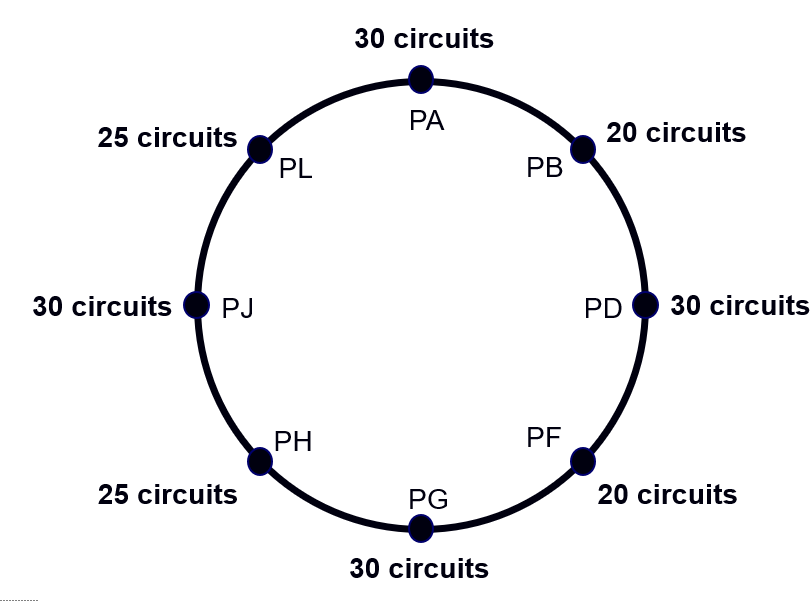 30 circuits
PA
25 circuits
20 circuits
PL
PB
30 circuits
PJ
PD
30 circuits
PH
PF
25 circuits
PG
20 circuits
30 circuits